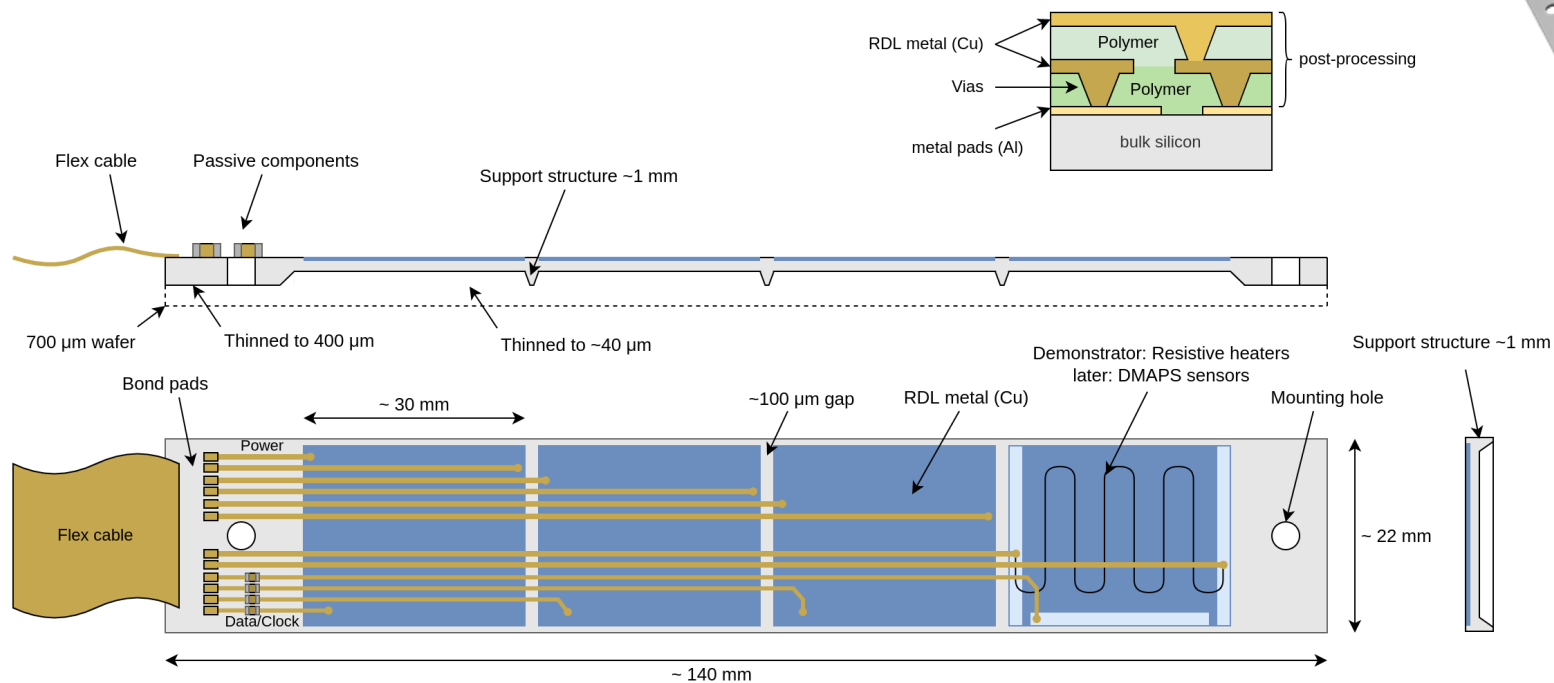 RDL metal (Cu)
Polymer
post-processing
Vias
Polymer
metal pads (Al)
bulk silicon
Flex cable
Passive components
Support structure ~1 mm
700 μm wafer
Thinned to 400 μm
Thinned to ~40 μm
Demonstrator: Resistive heaters
later: DMAPS sensors
Support structure ~1 mm
Bond pads
~ 30 mm
~100 μm gap
RDL metal (Cu)
Mounting hole
Power
Flex cable
~ 22 mm
Data/Clock
~ 140 mm